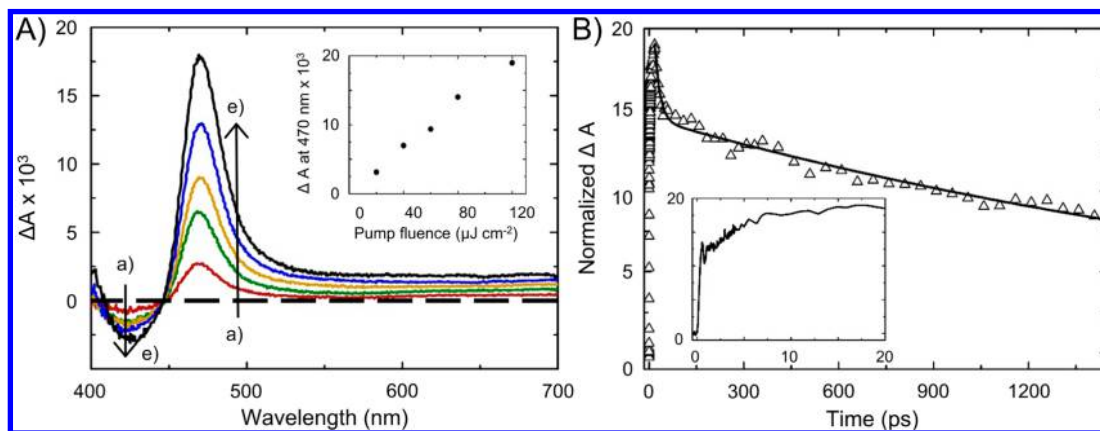 A)
20
15
10
5
0
ΔA x 10³
a)
e)
e)
a)
400
500
600
700
Wavelength (nm)
20
10
0
Δ A at 470 nm x 10³
0
40
80
120
Pump fluence (μJ cm⁻²)
B)
20
15
10
5
0
Normalized Δ A
0
300
600
900
1200
Time (ps)
20
0
0
10
20